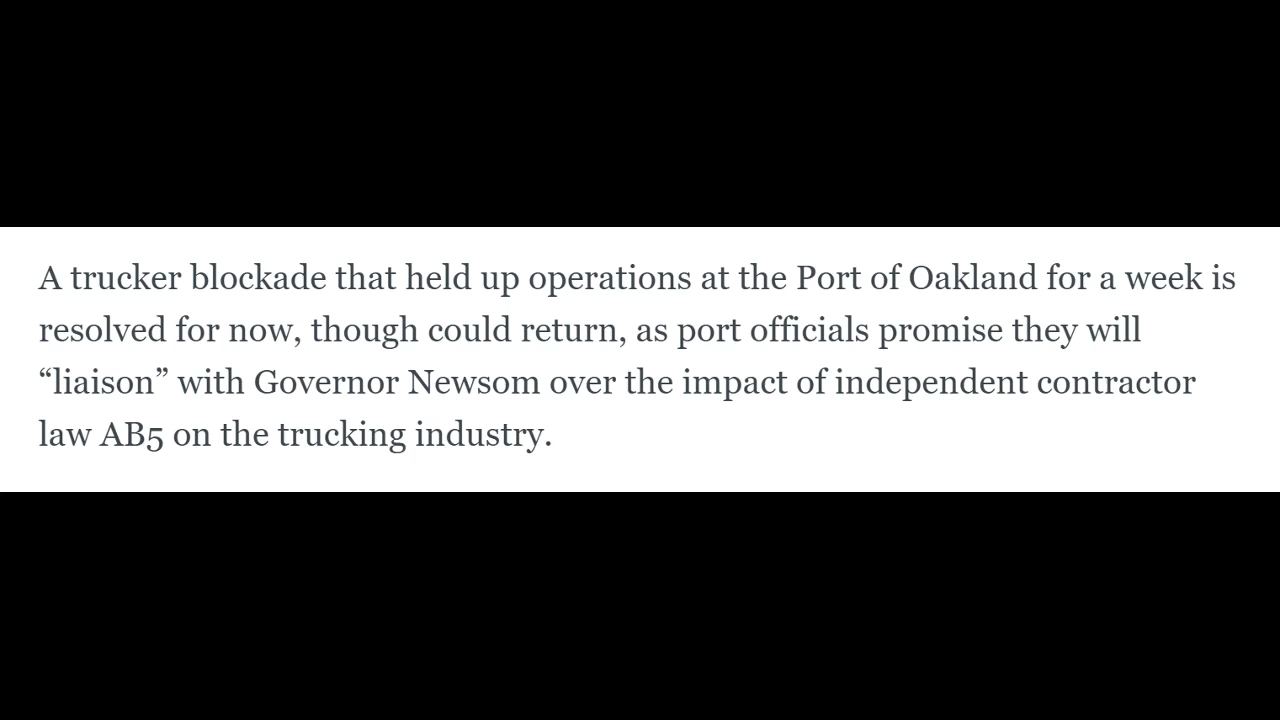 A trucker blockade that held up operations at the Port of Oakland for a week is
resolved for now, though could return, as port officials promise they will
“liaison” with Governor Newsom over the impact of independent contractor
law AB5 on the trucking industry.